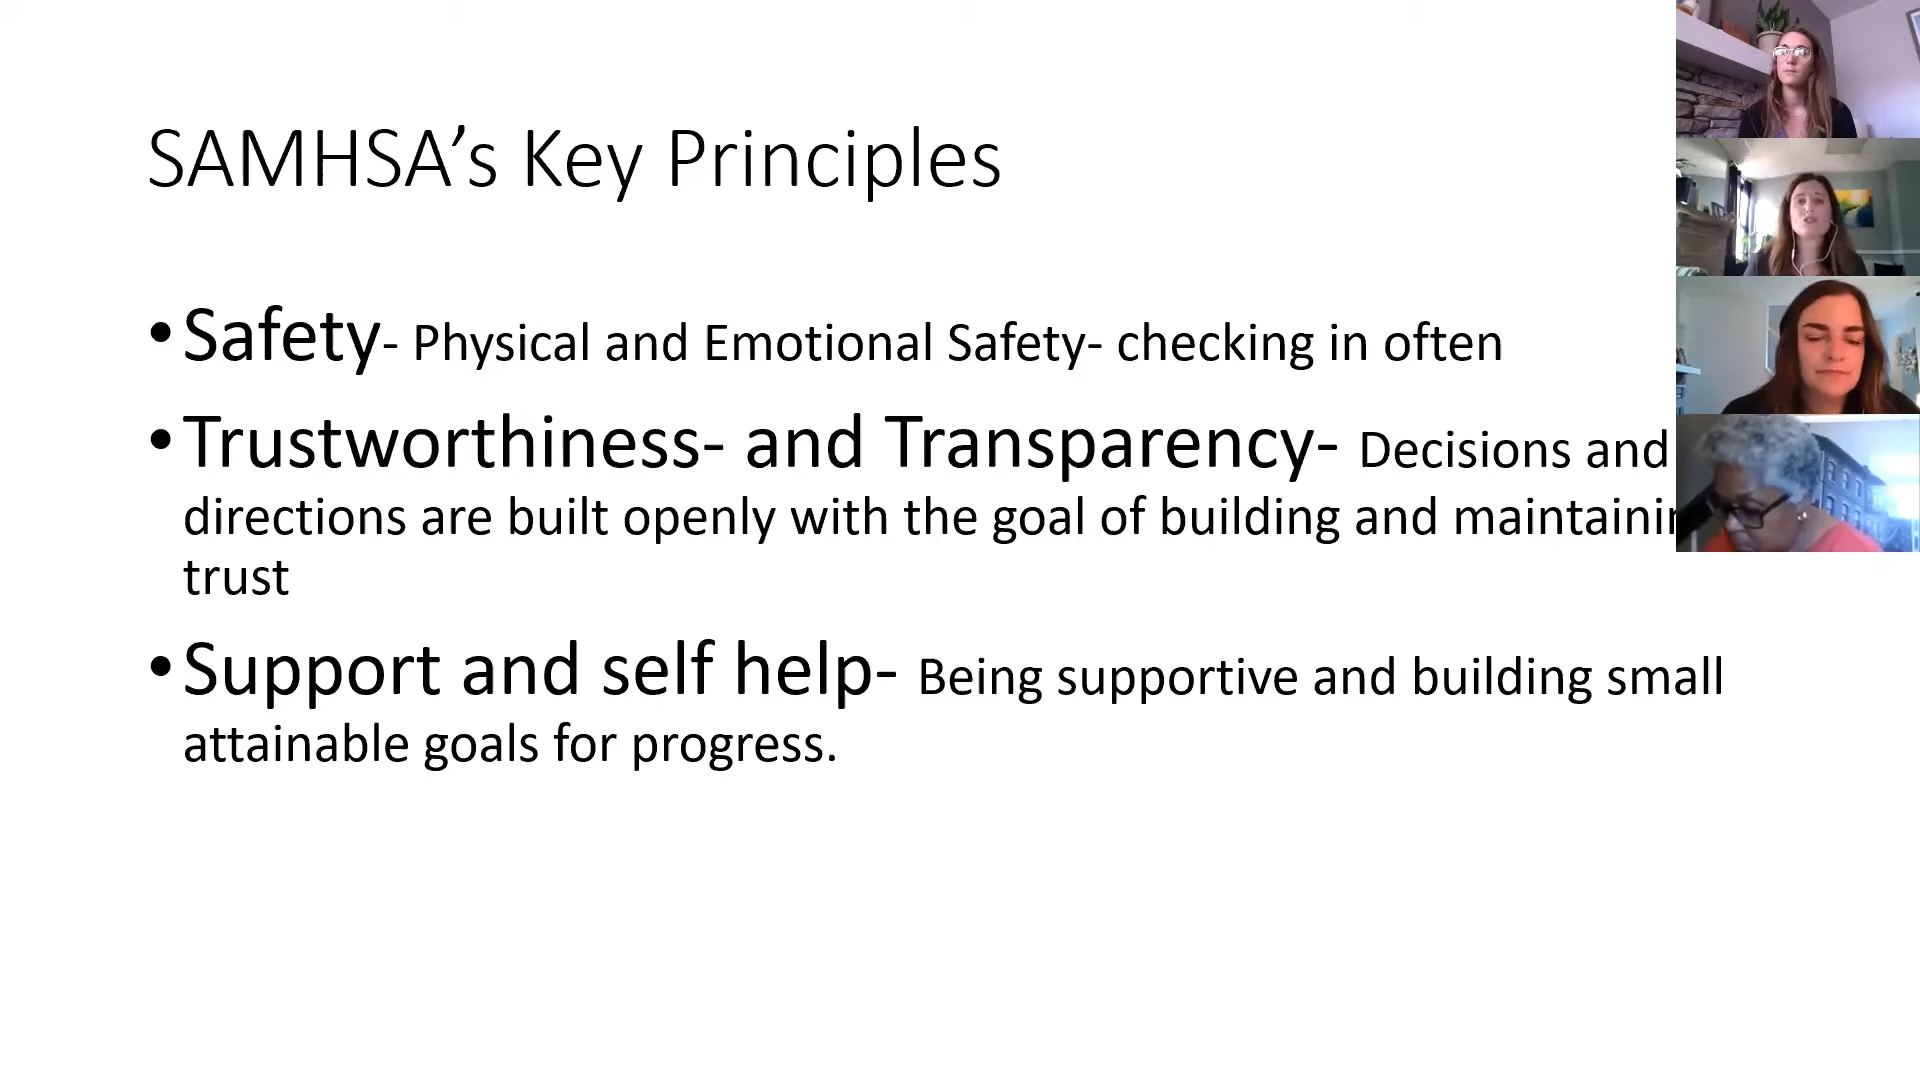 SAMHSA’s Key Principles
•Safety- Physical and Emotional Safety- checking in often
•Trustworthiness- and Transparency- Decisions and
directions are built openly with the goal of building and
trust
•Support and self help- Being supportive and building small
attainable goals for progress.